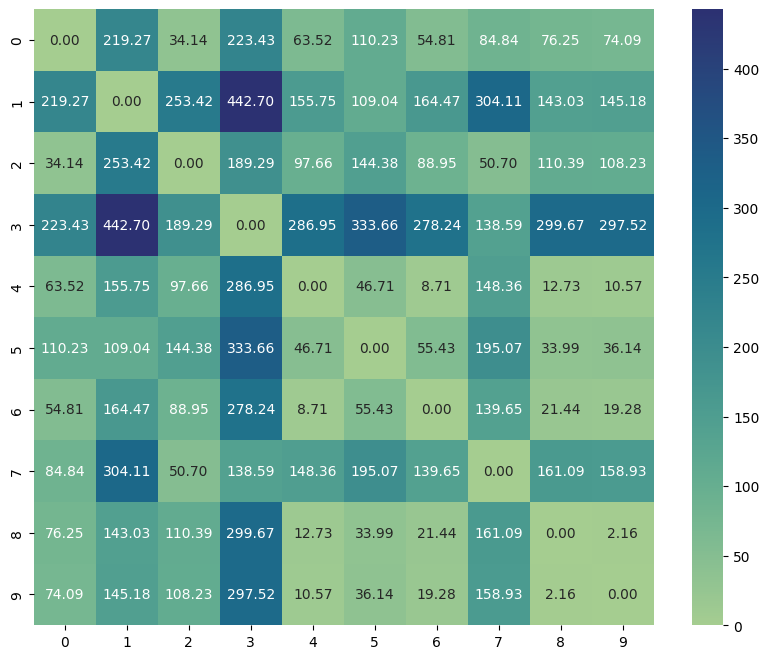 0 0.00 219.27 34.14 223.43 63.52 110.23 54.81 84.84 76.25 74.09
1 219.27 0.00 253.42 442.70 155.75 109.04 164.47 304.11 143.03 145.18
2 34.14 253.42 0.00 189.29 97.66 144.38 88.95 50.70 110.39 108.23
3 223.43 442.70 189.29 0.00 286.95 333.66 278.24 138.59 299.67 297.52
4 63.52 155.75 97.66 286.95 0.00 46.71 8.71 148.36 12.73 10.57
5 110.23 109.04 144.38 333.66 46.71 0.00 55.43 195.07 33.99 36.14
6 54.81 164.47 88.95 278.24 8.71 55.43 0.00 139.65 21.44 19.28
7 84.84 304.11 50.70 138.59 148.36 195.07 139.65 0.00 161.09 158.93
8 76.25 143.03 110.39 299.67 12.73 33.99 21.44 161.09 0.00 2.16
9 74.09 145.18 108.23 297.52 10.57 36.14 19.28 158.93 2.16 0.00
0 1 2 3 4 5 6 7 8 9
400
350
300
250
200
150
100
50
0